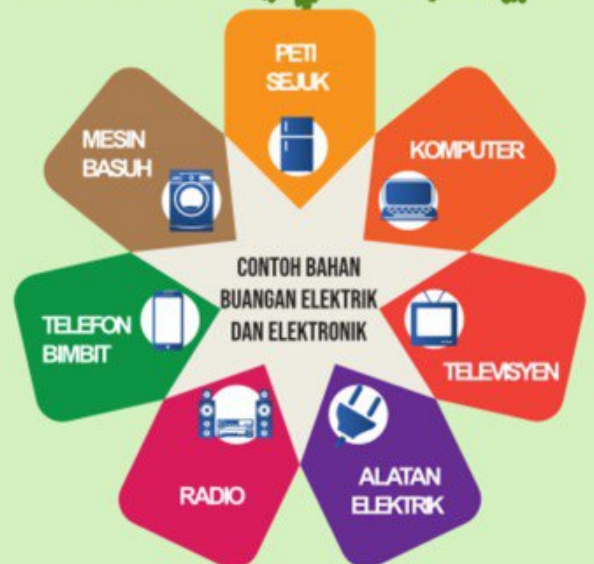 PETI
SEJUK
KOMPUTER
TELEVISYEN
ALATAN
ELEKTRIK
RADIO
TELEFON
BIMBIT
MESIN
BASUH
CONTOH BAHAN
BUANGAN ELEKTRIK
DAN ELEKTRONIK